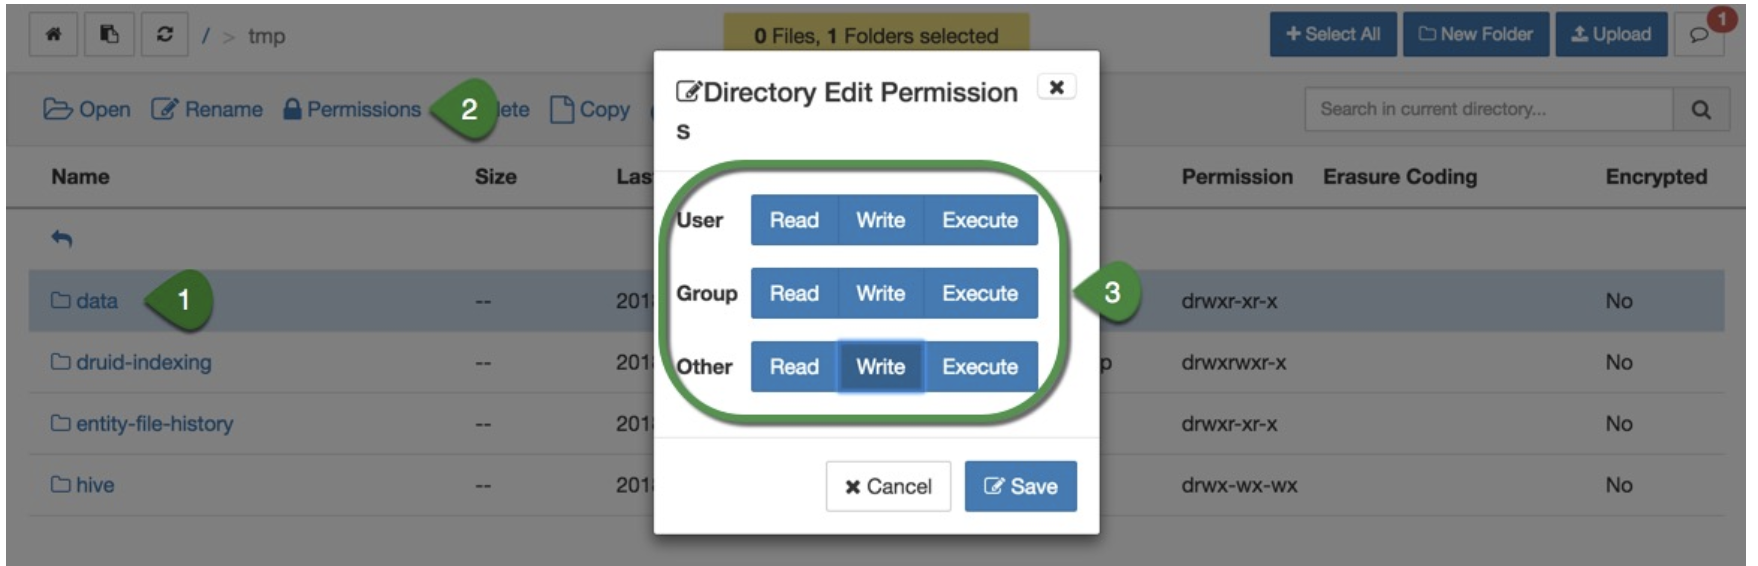 / > tmp
0 Files, 1 Folders selected
Select All
New Folder
Upload
1
Open
Rename
Permissions
2
lete
Copy
Search in current directory...
Directory Edit Permission
s
Name
Size
Las
Permission
Erasure Coding
Encrypted
User Read Write Execute
Group Read Write Execute
Other Read Write Execute
3
Cancel
Save
data
1
--
201
drwxr-xr-x
No
druid-indexing
--
201
p
drwxrwxr-x
No
entity-file-history
--
201
drwxr-xr-x
No
hive
--
201
drwx-wx-wx
No